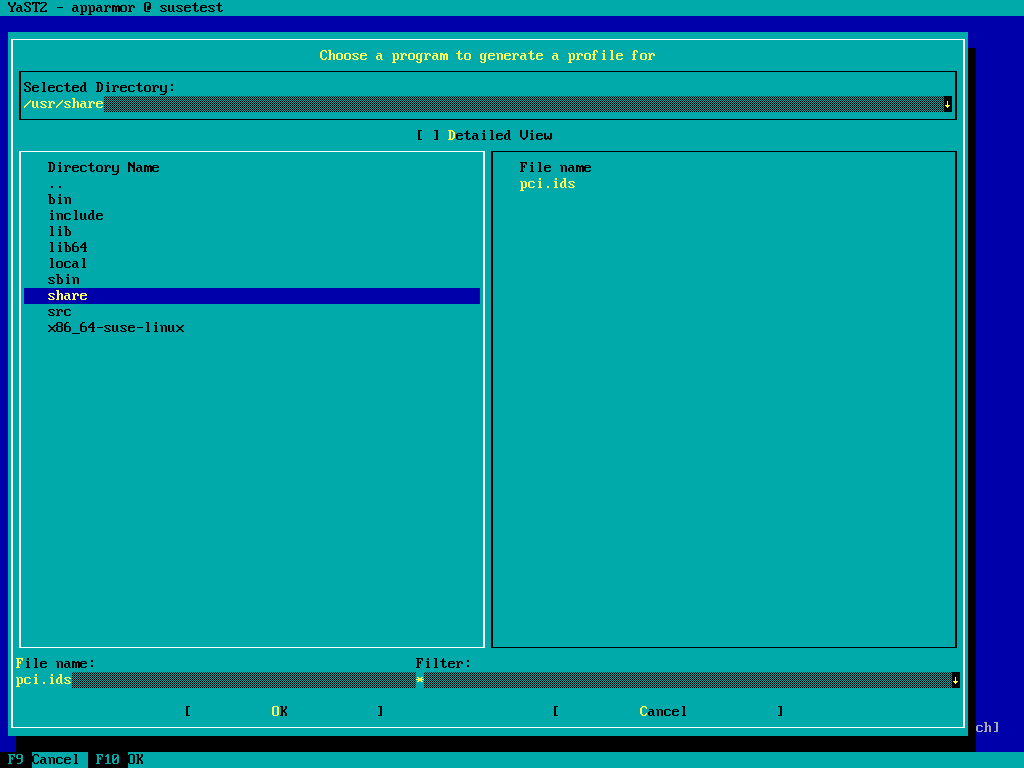 YaST2 - apparmor @ susetest
Choose a program to generate a profile for
Selected Directory:
/usr/share
[ ] Detailed View
Directory Name
..
bin
include
lib
lib64
local
sbin
share
src
x86_64-suse-linux
File name
pci.ids
File name:
pci.ids
Filter:
*
[ OK ]
[ Cancel ]
ch]
F9 Cancel F10 OK